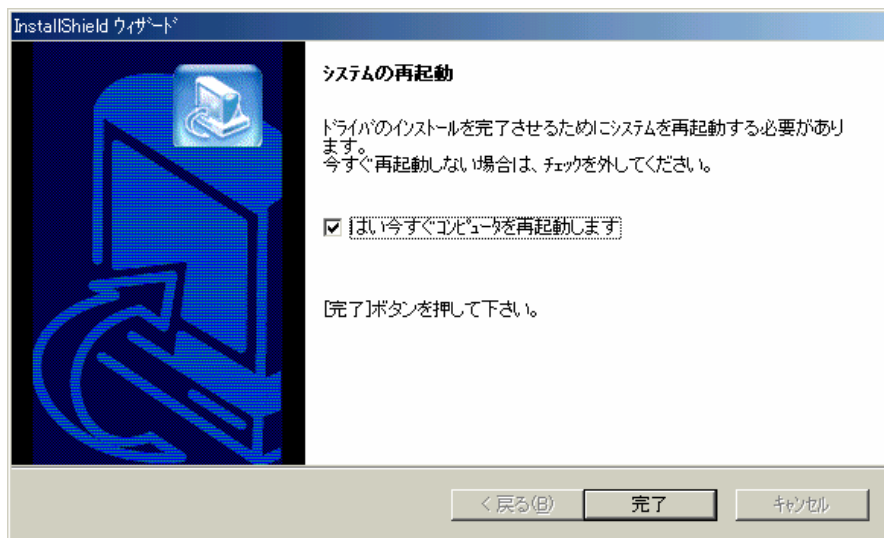 InstallShield ウィザード
システムの再起動
ドライバのインストールを完了させるためにシステムを再起動する必要があり
ます。
今すぐ再起動しない場合は、チェックを外してください。
はい今すぐコンピュータを再起動します
[完了]ボタンを押して下さい。
< 戻る(B)
完了
キャンセル